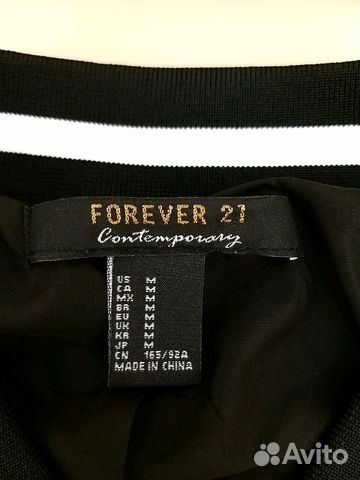 FOREVER 21
Contemporary
US M
CA M
MX M
BR M
EU M
UK M
KR M
JP M
CN 165/92A
MADE IN CHINA
Avito